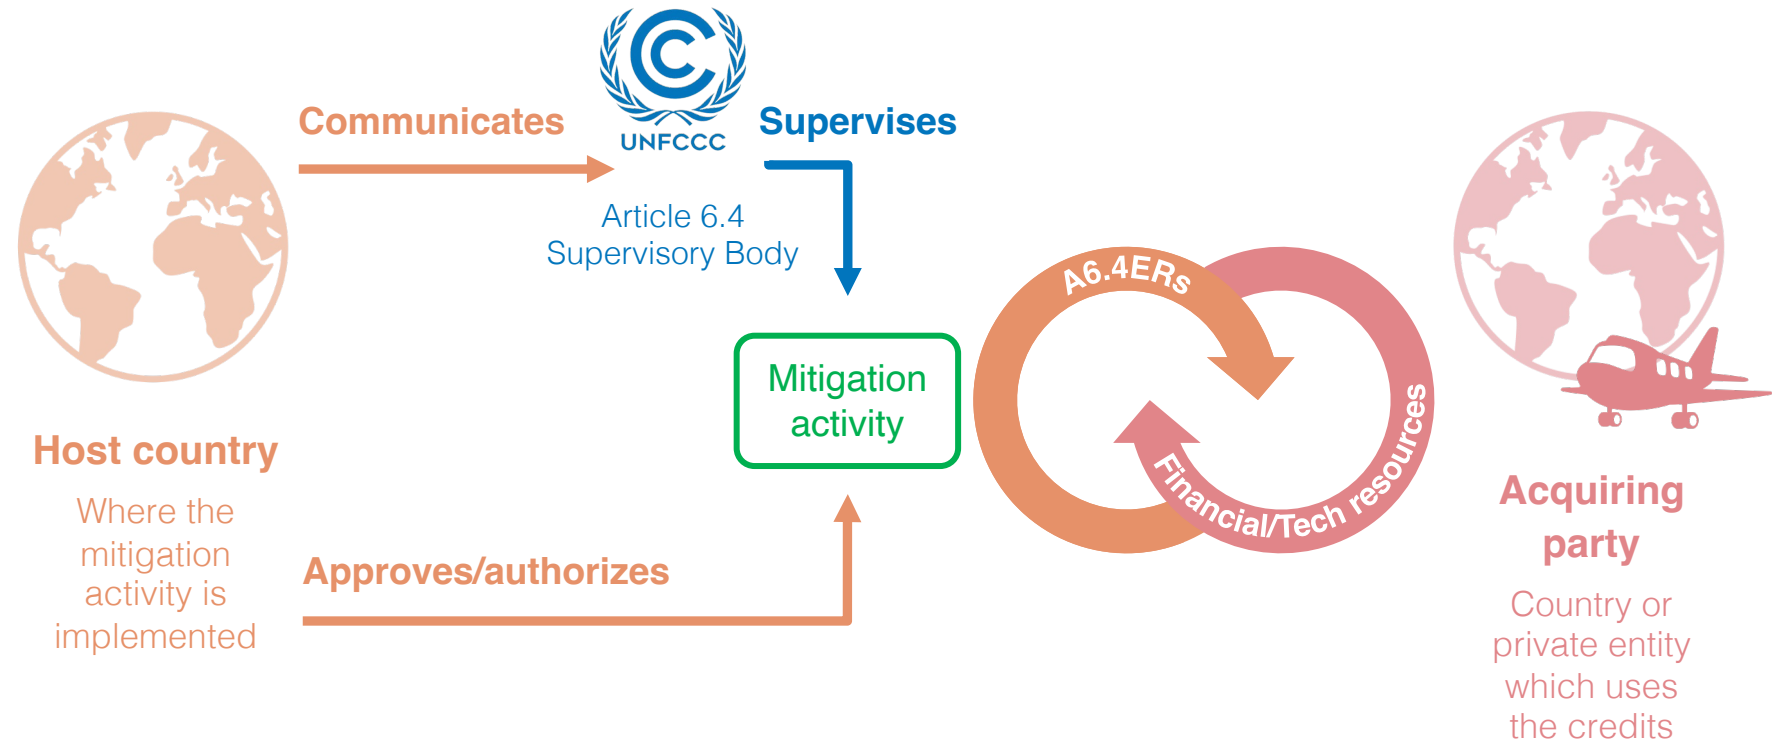 Communicates
UNFCCC
Supervises
Article 6.4
Supervisory Body
Host country
Where the
mitigation
activity is
implemented
Approves/authorizes
Mitigation
activity
A6.4ERs
Financial/Tech resources
Acquiring
party
Country or
private entity
which uses
the credits